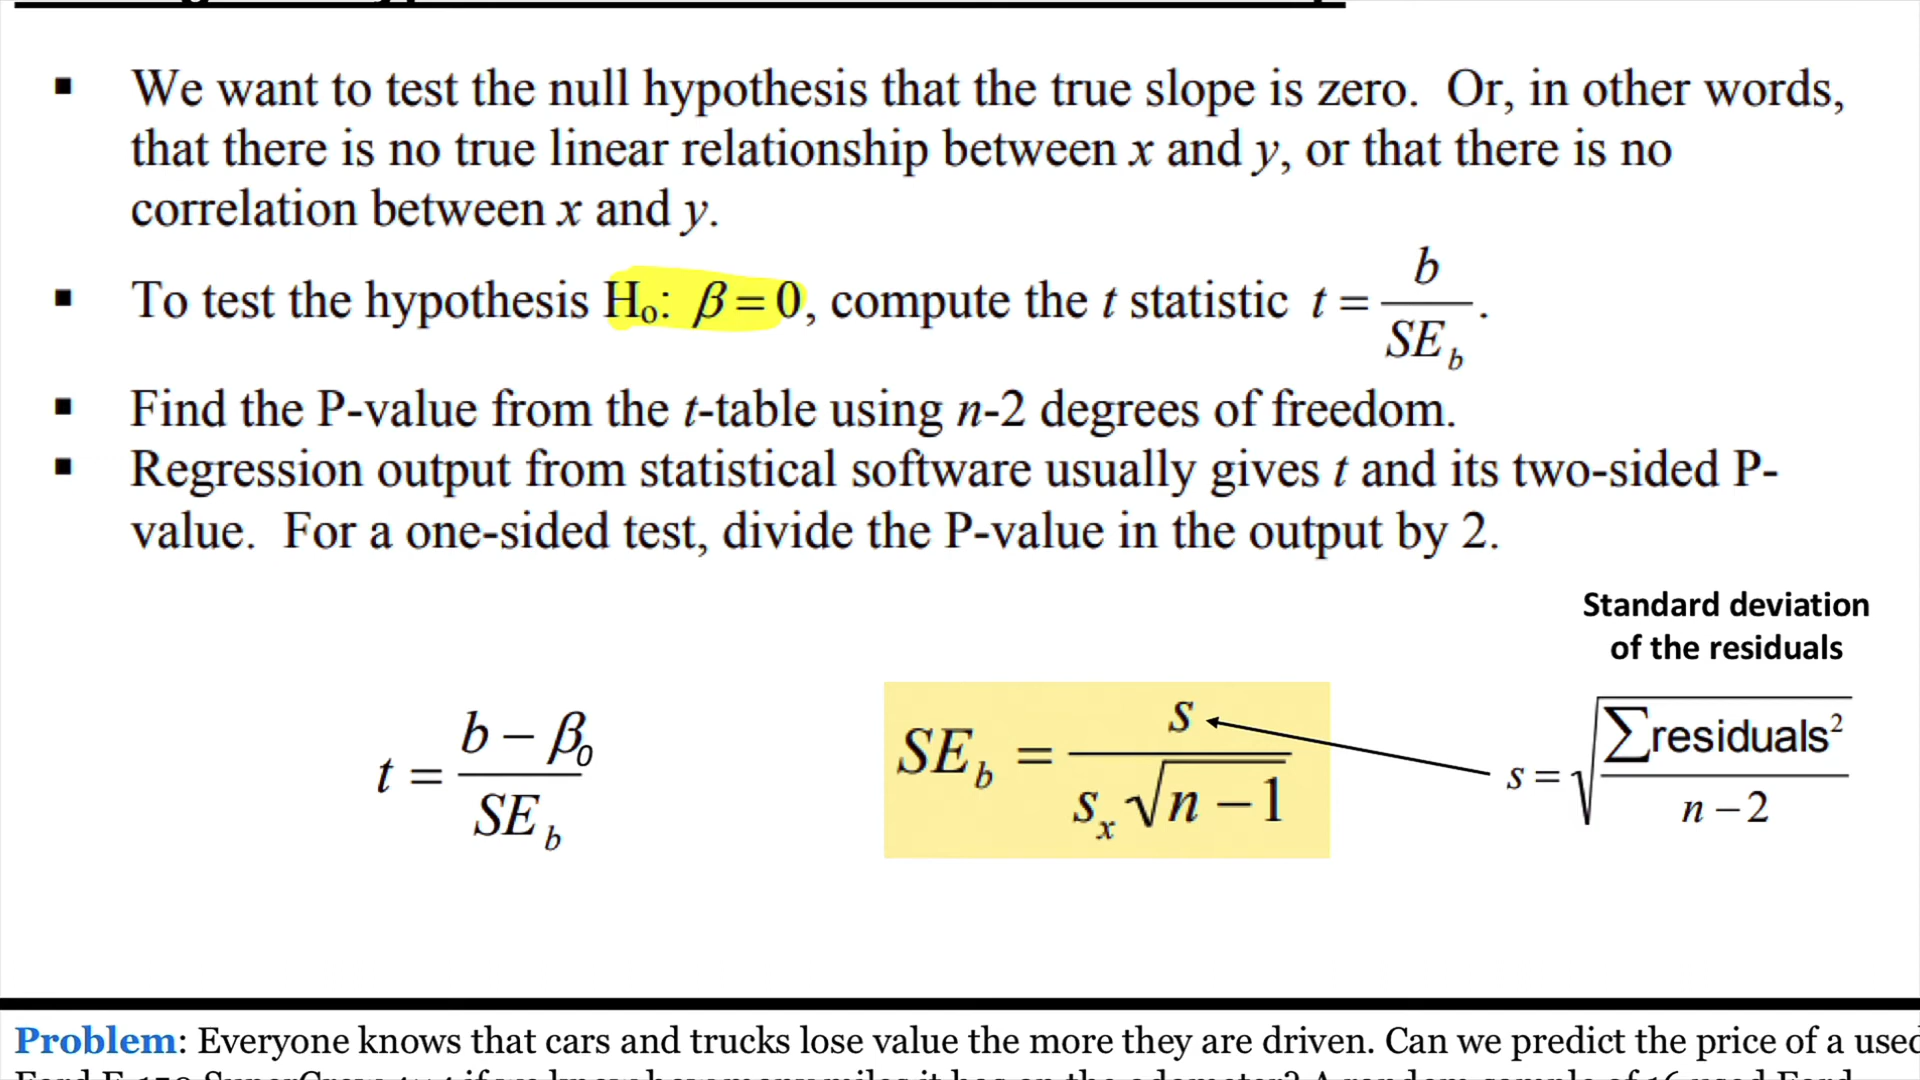 ▪ We want to test the null hypothesis that the true slope is zero. Or, in other words,
that there is no true linear relationship between x and y, or that there is no
correlation between x and y.
▪ To test the hypothesis H₀: β = 0, compute the t statistic t = b / SE_b.
▪ Find the P-value from the t-table using n-2 degrees of freedom.
▪ Regression output from statistical software usually gives t and its two-sided P-
value. For a one-sided test, divide the P-value in the output by 2.
Standard deviation
of the residuals
t = (b − β₀) / SE_b
SE_b = s / (s_x √(n − 1))
s = √(∑residuals² / (n − 2))
Problem: Everyone knows that cars and trucks lose value the more they are driven. Can we predict the price of a used